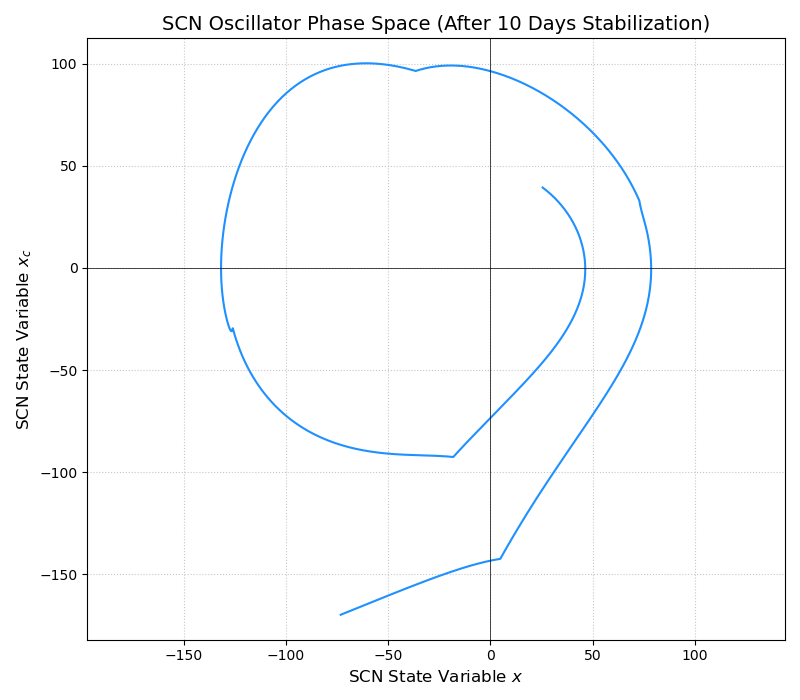 SCN Oscillator Phase Space (After 10 Days Stabilization)
100
50
0
−50
−100
−150
SCN State Variable $x_c$
−150 −100 −50 0 50 100
SCN State Variable $x$